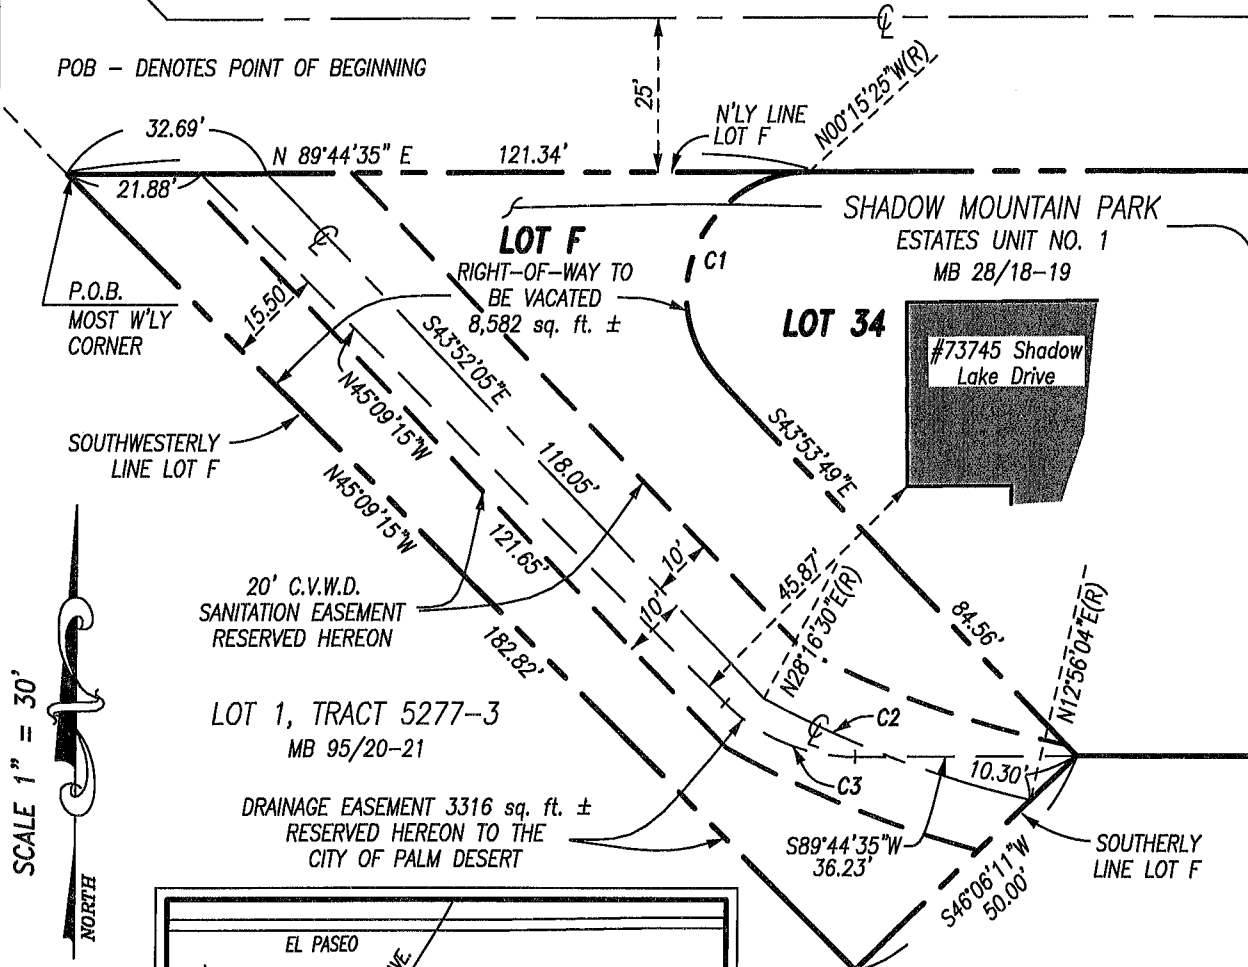 ℄
POB – DENOTES POINT OF BEGINNING
25'
N'LY LINE
LOT F
N00°15'25"W(R)
32.69'
N 89°44'35" E
121.34'
21.88'
℄
LOT F
RIGHT–OF–WAY TO
BE VACATED
8,582 sq. ft. ±
C1
SHADOW MOUNTAIN PARK
ESTATES UNIT NO. 1
MB 28/18–19
P.O.B.
MOST W'LY
CORNER
15.50'
LOT 34
#73745 Shadow
Lake Drive
S43°52'05"E
N45°09'15"W
S43°53'49"E
SOUTHWESTERLY
LINE LOT F
N45°09'15"W
118.05'
121.65'
10'
10'
45.87'
N28°16'30"E(R)
84.56'
N12°56'04"E(R)
20' C.V.W.D.
SANITATION EASEMENT
RESERVED HEREON
182.82'
SCALE 1" = 30'
NORTH
LOT 1, TRACT 5277–3
MB 95/20–21
C2
℄
C3
10.30'
DRAINAGE EASEMENT 3316 sq. ft. ±
RESERVED HEREON TO THE
CITY OF PALM DESERT
S89°44'35"W
36.23'
S46°06'11"W
50.00'
SOUTHERLY
LINE LOT F
EL PASEO
AVE.